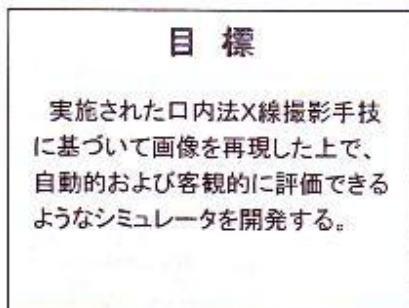 目 標
実施された口内法X線撮影手技
に基づいて画像を再現した上で、
自動的および客観的に評価できる
ようなシミュレータを開発する。